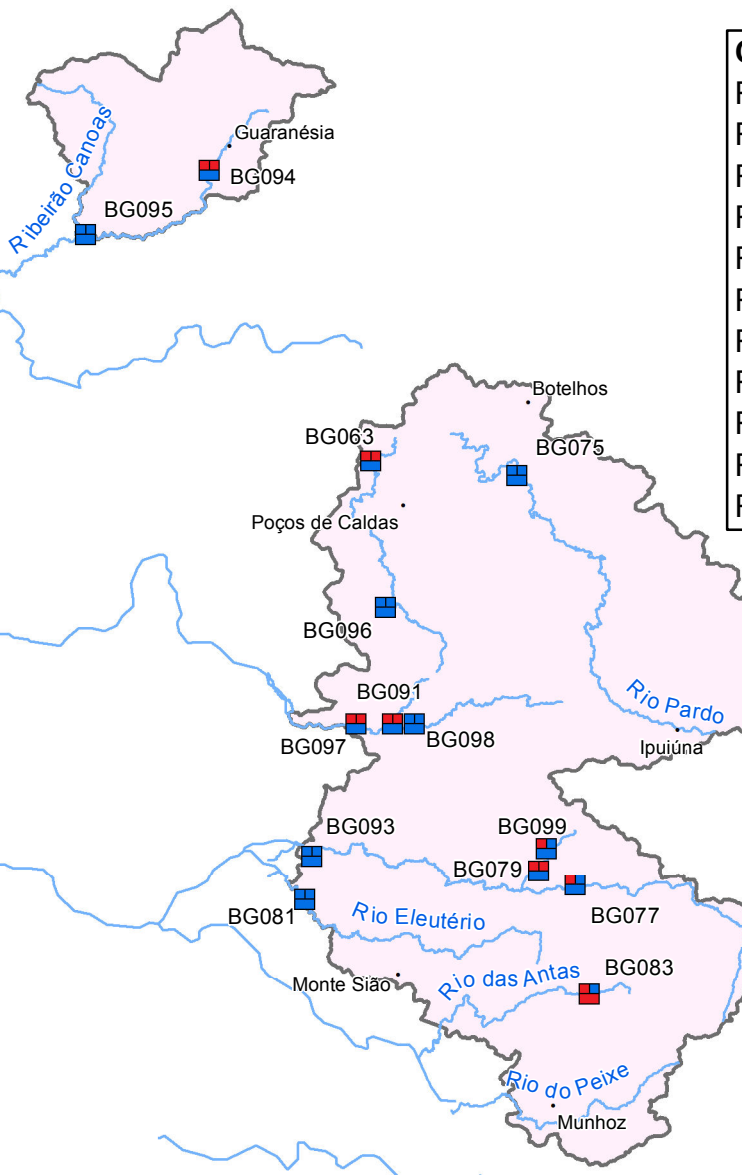 Guaranésia
BG094
Ribeirão Canoas
BG095
Botelhos
BG063
BG075
Poços de Caldas
BG096
BG091
Rio Pardo
BG097
BG098
Ipuiúna
BG093
BG099
BG079
BG077
BG081
Rio Eleutério
BG083
Monte Sião
Rio das Antas
Rio do Peixe
Munhoz